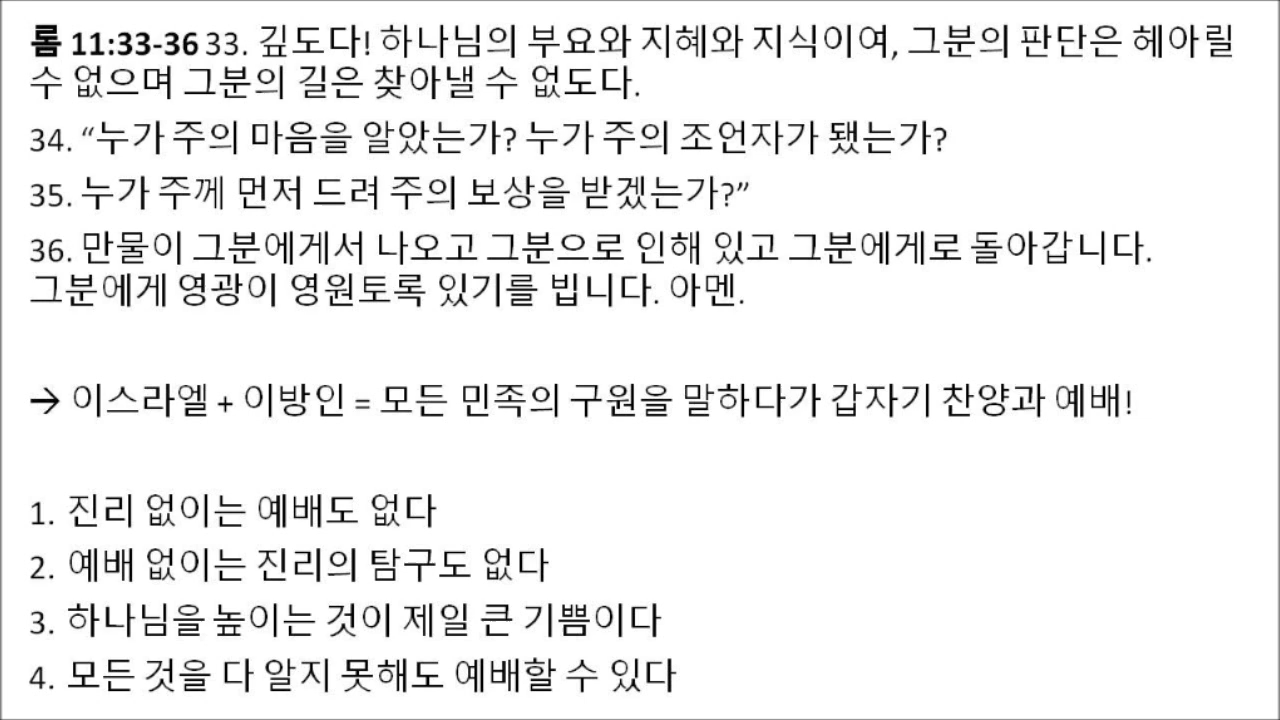 롬 11:33-36 33. 깊도다! 하나님의 부요와 지혜와 지식이여, 그분의 판단은 헤아릴
수 없으며 그분의 길은 찾아낼 수 없도다.
34. “누가 주의 마음을 알았는가? 누가 주의 조언자가 됐는가?
35. 누가 주께 먼저 드려 주의 보상을 받겠는가?”
36. 만물이 그분에게서 나오고 그분으로 인해 있고 그분에게로 돌아갑니다.
그분에게 영광이 영원토록 있기를 빕니다. 아멘.
→ 이스라엘 + 이방인 = 모든 민족의 구원을 말하다가 갑자기 찬양과 예배!
1. 진리 없이는 예배도 없다
2. 예배 없이는 진리의 탐구도 없다
3. 하나님을 높이는 것이 제일 큰 기쁨이다
4. 모든 것을 다 알지 못해도 예배할 수 있다